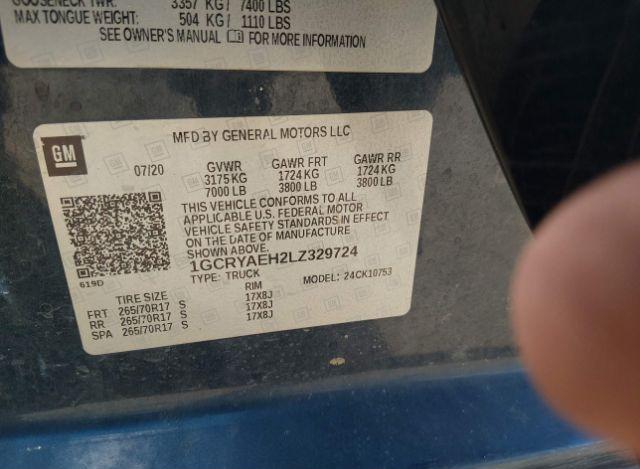 GOOSENECK TWR: 3357 KG/ 7400 LBS
MAX TONGUE WEIGHT: 504 KG/ 1110 LBS
SEE OWNER'S MANUAL FOR MORE INFORMATION
GM
MFD BY GENERAL MOTORS LLC
07/20 GVWR GAWR FRT GAWR RR
3175 KG 1724 KG 1724 KG
7000 LB 3800 LB 3800 LB
THIS VEHICLE CONFORMS TO ALL
APPLICABLE U.S. FEDERAL MOTOR
VEHICLE SAFETY STANDARDS IN EFFECT
ON THE DATE OF MANUFACTURE
SHOWN ABOVE.
1GCRYAEH2LZ329724
619D TYPE: TRUCK MODEL: 24CK10753
TIRE SIZE RIM
FRT 265/70R17 S 17X8J
RR 265/70R17 S 17X8J
SPA 265/70R17 S 17X8J